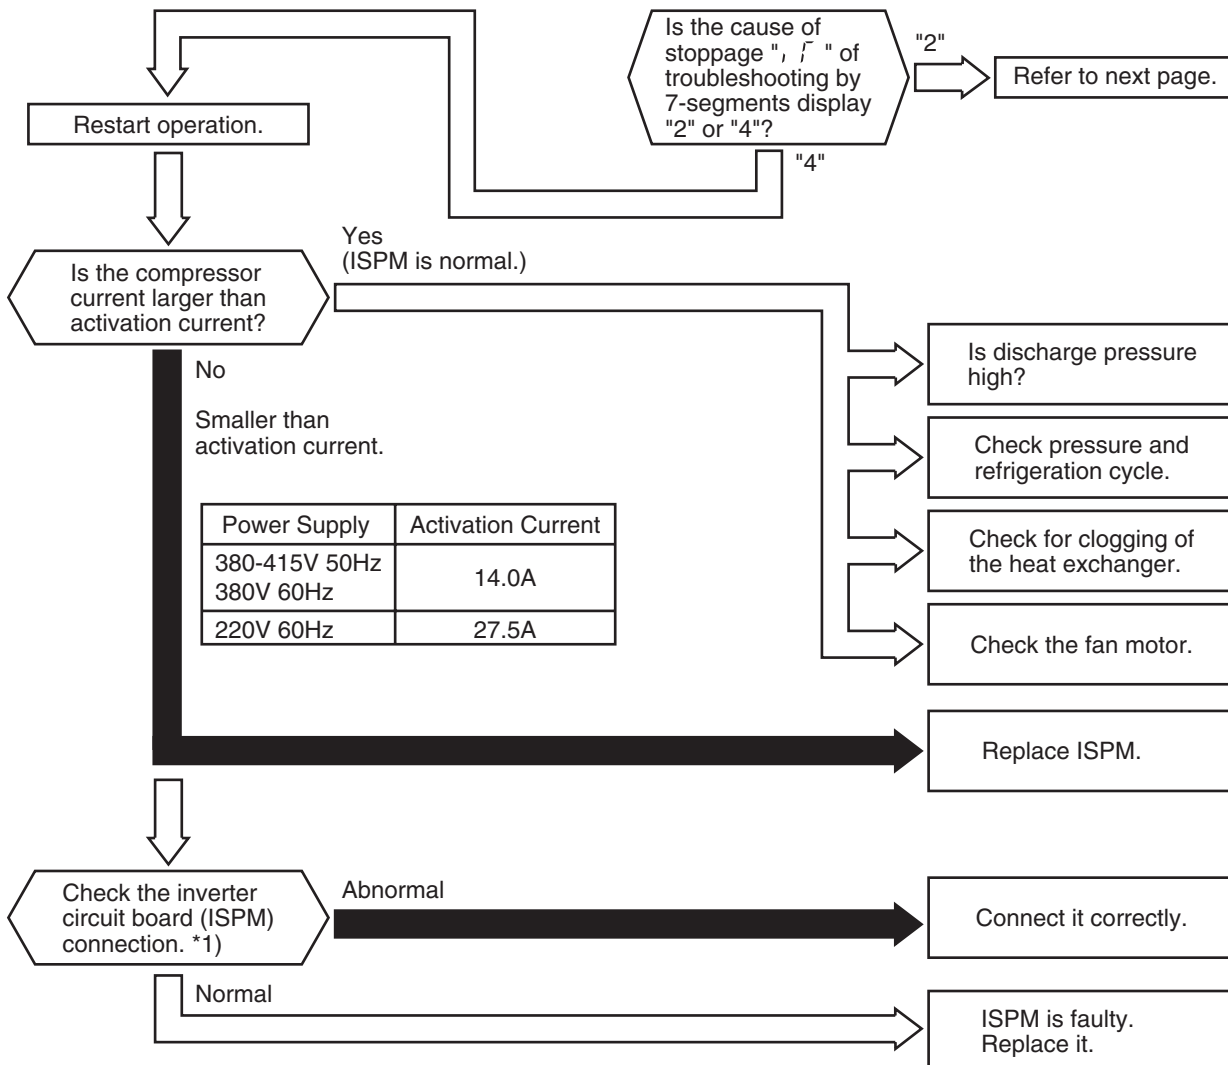 Is the cause of
stoppage " " of
troubleshooting by
7-segments display
"2" or "4"?
"2"
Refer to next page.
"4"
Restart operation.
Is the compressor
current larger than
activation current?
Yes
(ISPM is normal.)
Is discharge pressure
high?
Check pressure and
refrigeration cycle.
Check for clogging of
the heat exchanger.
Check the fan motor.
No
Smaller than
activation current.
Power Supply Activation Current
380-415V 50Hz
380V 60Hz
14.0A
220V 60Hz 27.5A
Replace ISPM.
Check the inverter
circuit board (ISPM)
connection. *1)
Abnormal
Connect it correctly.
Normal
ISPM is faulty.
Replace it.